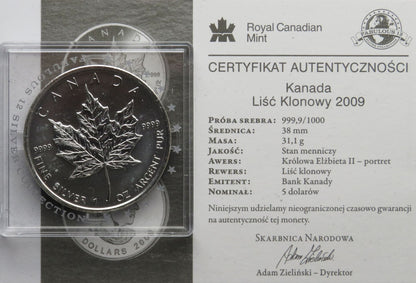 Royal Canadian
Mint
FABULOUS
CERTYFIKAT AUTENTYCZNOŚCI
Kanada
Liść Klonowy 2009
PRÓBA SREBRA: 999,9/1000
ŚREDNICA: 38 mm
MASA: 31,1 g
JAKOŚĆ: Stan menniczy
AWERS: Królowa Elżbieta II – portret
REWERS: Liść klonowy
EMITENT: Bank Kanady
NOMINAŁ: 5 dolarów
Niniejszym udzielamy nieograniczonej czasowo gwarancji
na autentyczność tej monety.
SKARBNICA NARODOWA
Adam Zieliński – Dyrektor
CANADA
9999 9999
FINE SILVER 1 OZ ARGENT PUR
DOLLARS